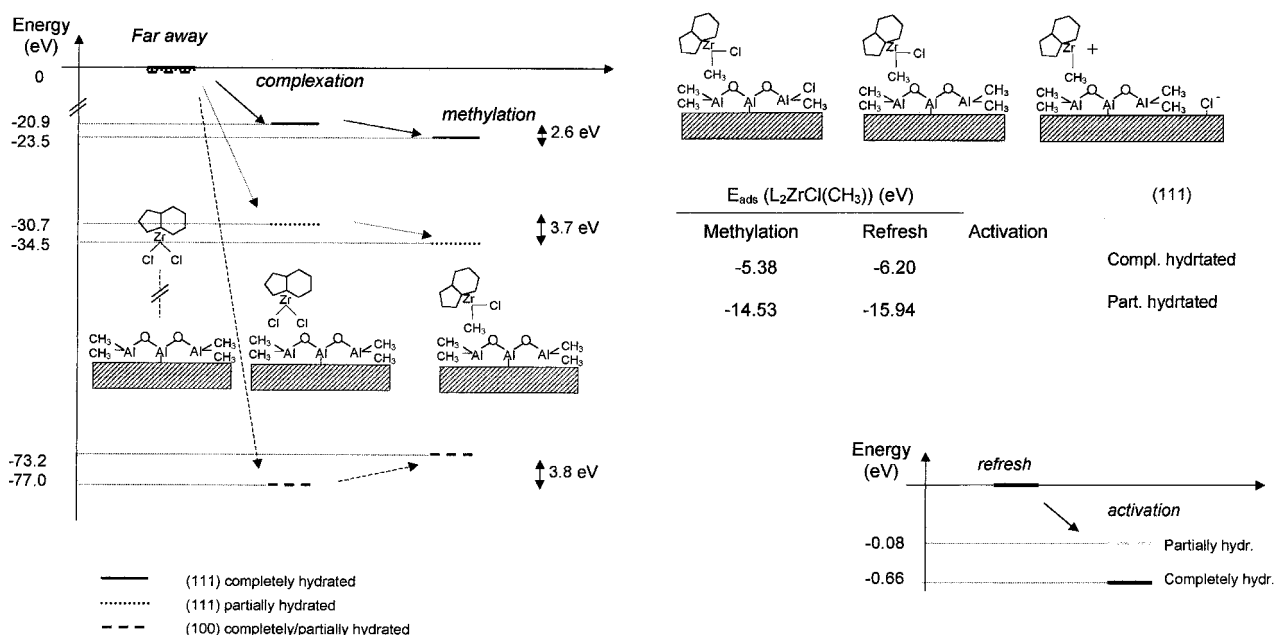 Energy
(eV)
Far away
0
complexation
methylation
-20.9
-23.5
2.6 eV
-30.7
-34.5
3.7 eV
Zr
Cl Cl
Zr
Cl Cl
Zr Cl
CH₃
CH₃ O O CH₃
CH₃ Al Al Al CH₃
CH₃ O O CH₃
CH₃ Al Al Al CH₃
CH₃ O O CH₃
CH₃ Al Al Al CH₃
-73.2
-77.0
3.8 eV
(111) completely hydrated
(111) partially hydrated
(100) completely/partially hydrated
Zr Cl
CH₃
CH₃ O O Cl
CH₃ Al Al Al CH₃
Zr Cl
CH₃
CH₃ O O CH₃
CH₃ Al Al Al CH₃
Zr +
CH₃
CH₃ O O CH₃
CH₃ Al Al Al CH₃ Cl⁻
E_ads (L₂ZrCl(CH₃)) (eV) (111)
Methylation Refresh Activation
-5.38 -6.20 Compl. hydrtated
-14.53 -15.94 Part. hydrtated
Energy
(eV)
refresh
activation
-0.08 Partially hydr.
-0.66 Completely hydr.